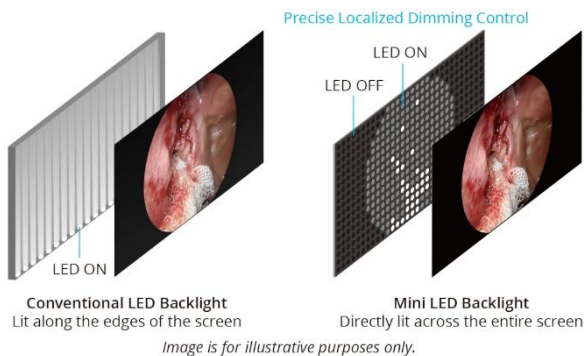 Precise Localized Dimming Control
LED ON
LED OFF
LED ON
Conventional LED Backlight
Lit along the edges of the screen
Mini LED Backlight
Directly lit across the entire screen
Image is for illustrative purposes only.